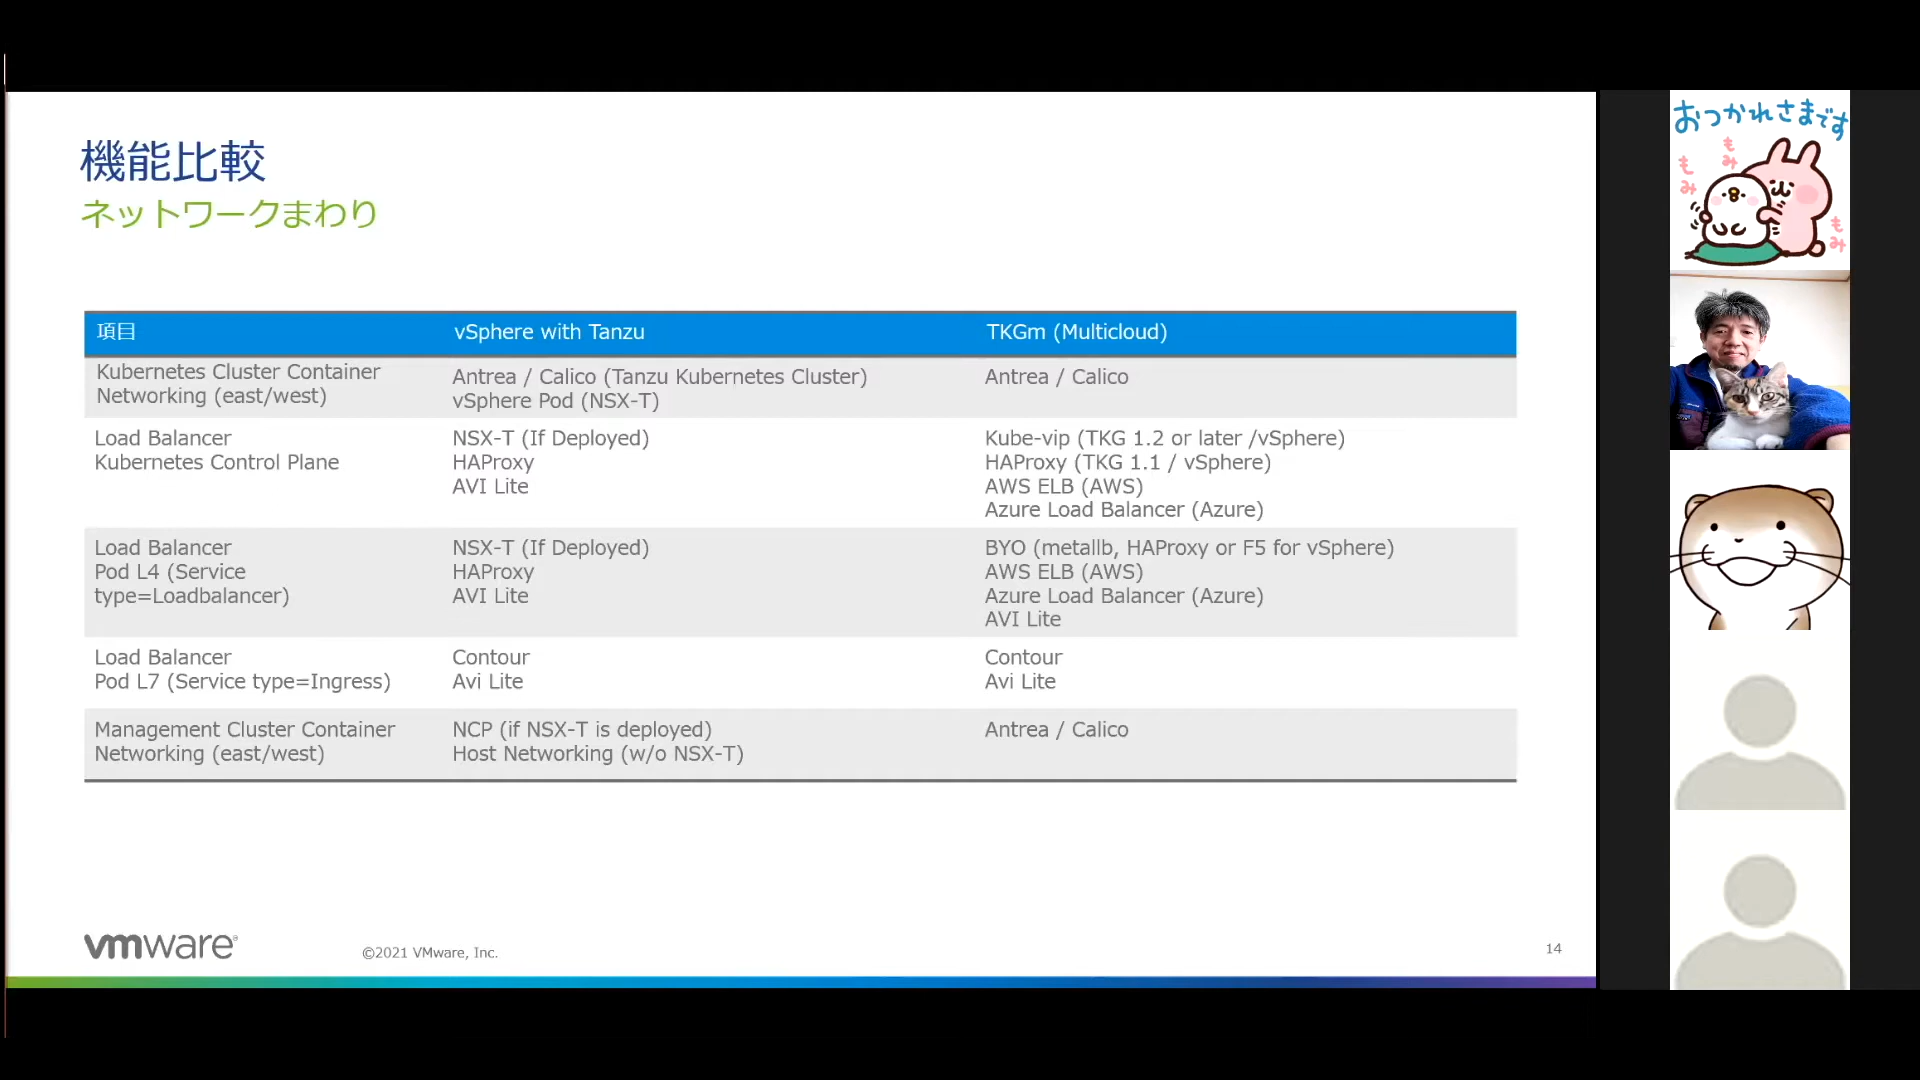 機能比較
ネットワークまわり
項目
vSphere with Tanzu
TKGm (Multicloud)
Kubernetes Cluster Container
Networking (east/west)
Antrea / Calico (Tanzu Kubernetes Cluster)
vSphere Pod (NSX-T)
Antrea / Calico
Load Balancer
Kubernetes Control Plane
NSX-T (If Deployed)
HAProxy
AVI Lite
Kube-vip (TKG 1.2 or later /vSphere)
HAProxy (TKG 1.1 / vSphere)
AWS ELB (AWS)
Azure Load Balancer (Azure)
Load Balancer
Pod L4 (Service
type=Loadbalancer)
NSX-T (If Deployed)
HAProxy
AVI Lite
BYO (metallb, HAProxy or F5 for vSphere)
AWS ELB (AWS)
Azure Load Balancer (Azure)
AVI Lite
Load Balancer
Pod L7 (Service type=Ingress)
Contour
Avi Lite
Contour
Avi Lite
Management Cluster Container
Networking (east/west)
NCP (if NSX-T is deployed)
Host Networking (w/o NSX-T)
Antrea / Calico
vmware®
©2021 VMware, Inc.
14
おつかれさまです
もみ
もみ
もみ